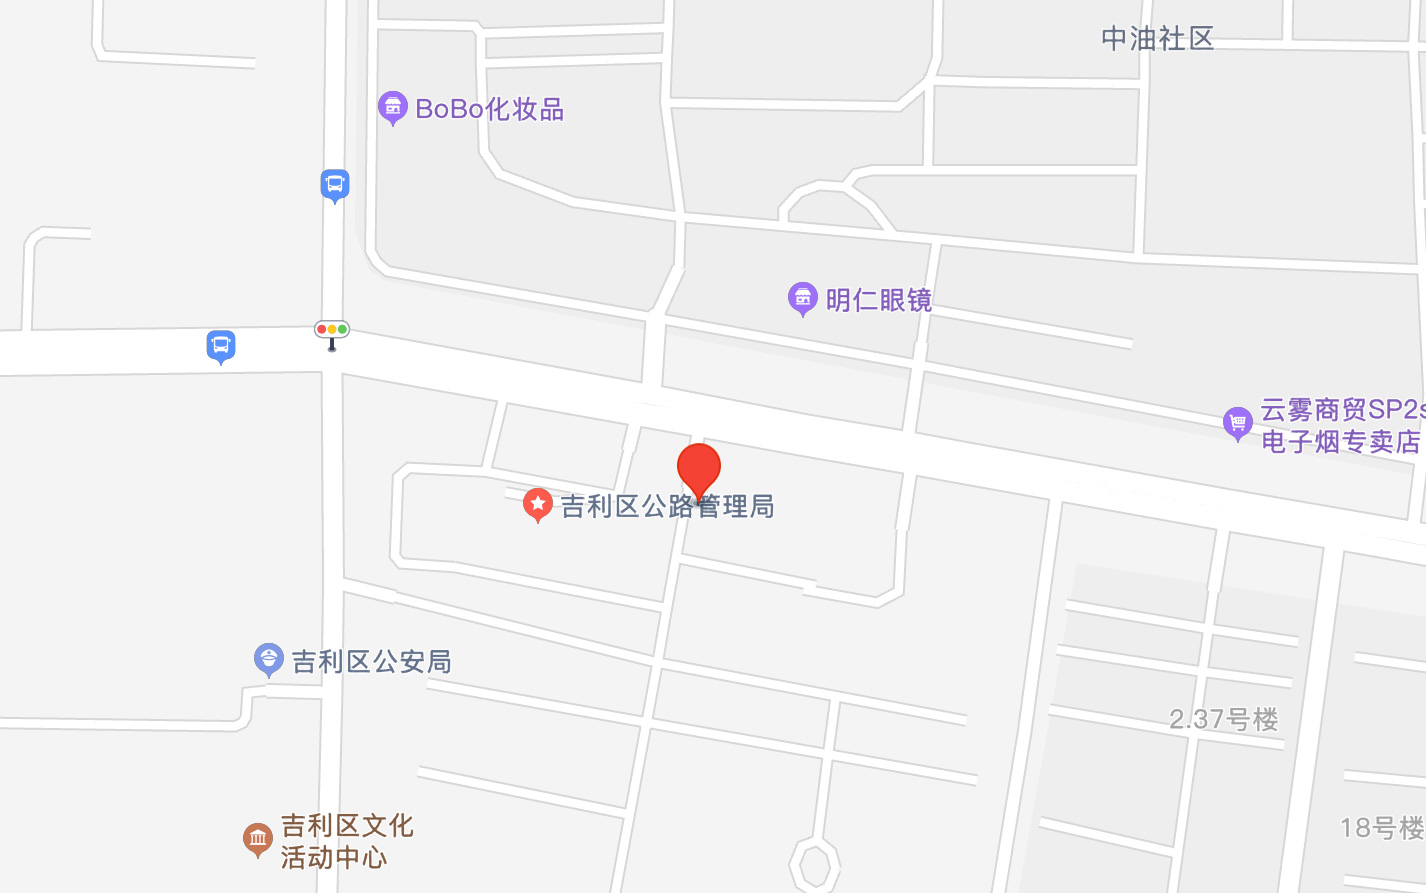 中油社区
BoBo化妆品
明仁眼镜
云雾商贸SP2s
电子烟专卖店
吉利区公路管理局
吉利区公安局
2.37号楼
吉利区文化
活动中心
18号楼